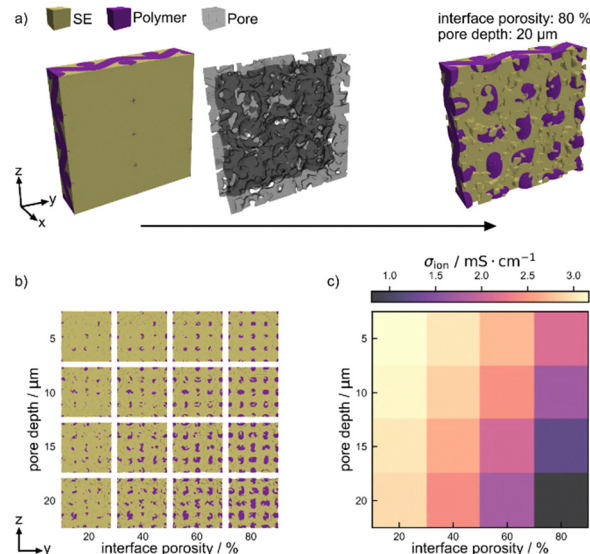 a) SE Polymer Pore
interface porosity: 80 %
pore depth: 20 µm
z
y
x
b)
c)
σion / mS·cm⁻¹
1.0 1.5 2.0 2.5 3.0
pore depth / µm
5
10
15
20
20 40 60 80
interface porosity / %
z
y
pore depth / µm
5
10
15
20
20 40 60 80
interface porosity / %